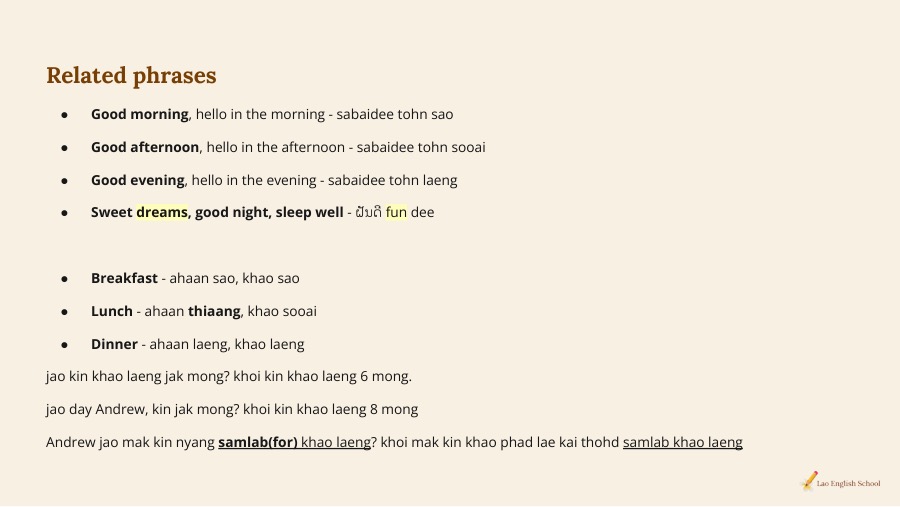 Related phrases
● Good morning, hello in the morning - sabaidee tohn sao
● Good afternoon, hello in the afternoon - sabaidee tohn sooai
● Good evening, hello in the evening - sabaidee tohn laeng
● Sweet dreams, good night, sleep well - ຝັນດີ fun dee
● Breakfast - ahaan sao, khao sao
● Lunch - ahaan thiaang, khao sooai
● Dinner - ahaan laeng, khao laeng
jao kin khao laeng jak mong? khoi kin khao laeng 6 mong.
jao day Andrew, kin jak mong? khoi kin khao laeng 8 mong
Andrew jao mak kin nyang samlab(for) khao laeng? khoi mak kin khao phad lae kai thohd samlab khao laeng
Lao English School